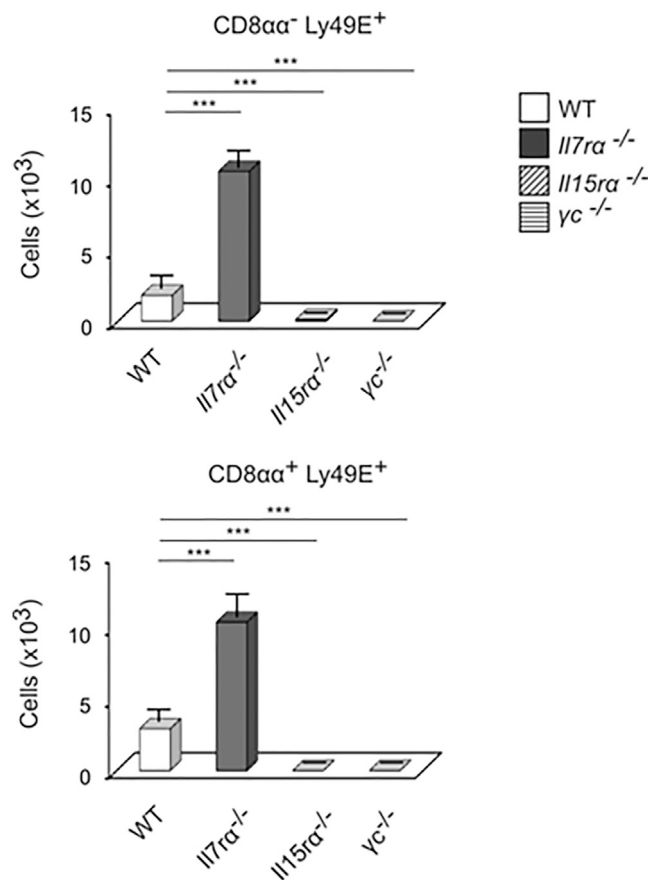 CD8αα⁻ Ly49E⁺
***
***
***
15
10
5
0
Cells (x10³)
WT
Il7rα⁻/⁻
Il15rα⁻/⁻
γc⁻/⁻
WT
Il7rα ⁻/⁻
Il15rα ⁻/⁻
γc ⁻/⁻
CD8αα⁺ Ly49E⁺
***
***
***
15
10
5
0
Cells (x10³)
WT
Il7rα⁻/⁻
Il15rα⁻/⁻
γc⁻/⁻